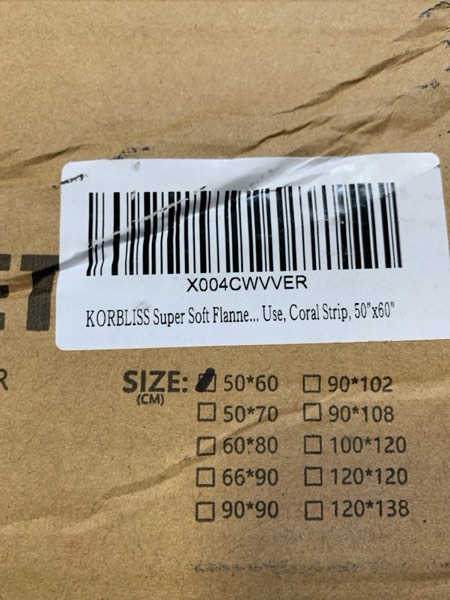 X004CWVVER
KORBLISS Super Soft Flanne... Use, Coral Strip, 50"x60"
ET
R
SIZE: 50*60 90*102
(CM)
50*70 90*108
60*80 100*120
66*90 120*120
90*90 120*138